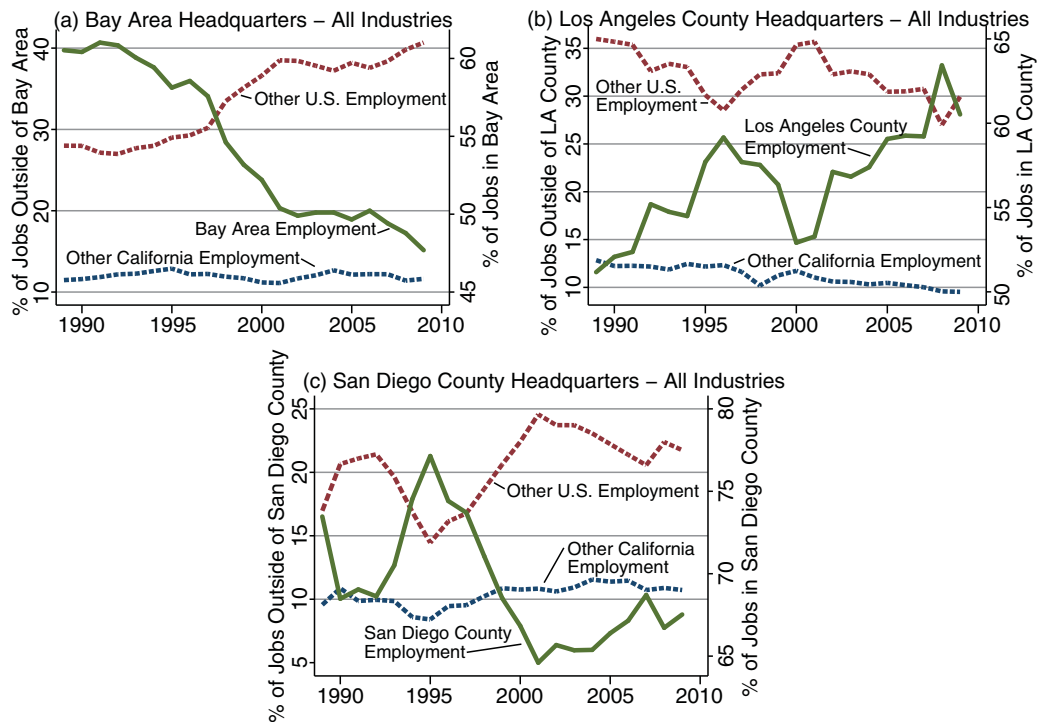 (a) Bay Area Headquarters – All Industries
% of Jobs Outside of Bay Area
40
30
20
10
% of Jobs in Bay Area
60
55
50
45
Other U.S. Employment
Bay Area Employment
Other California Employment
1990
1995
2000
2005
2010
(b) Los Angeles County Headquarters – All Industries
% of Jobs Outside of LA County
35
30
25
20
15
10
% of Jobs in LA County
65
60
55
50
Other U.S.
Employment
Los Angeles County
Employment
Other California Employment
1990
1995
2000
2005
2010
(c) San Diego County Headquarters – All Industries
% of Jobs Outside of San Diego County
25
20
15
10
5
% of Jobs in San Diego County
80
75
70
65
Other U.S. Employment
Other California
Employment
San Diego County
Employment
1990
1995
2000
2005
2010